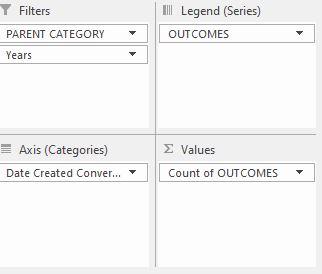 Filters
PARENT CATEGORY
Years
Legend (Series)
OUTCOMES
Axis (Categories)
Date Created Conver...
Σ Values
Count of OUTCOMES